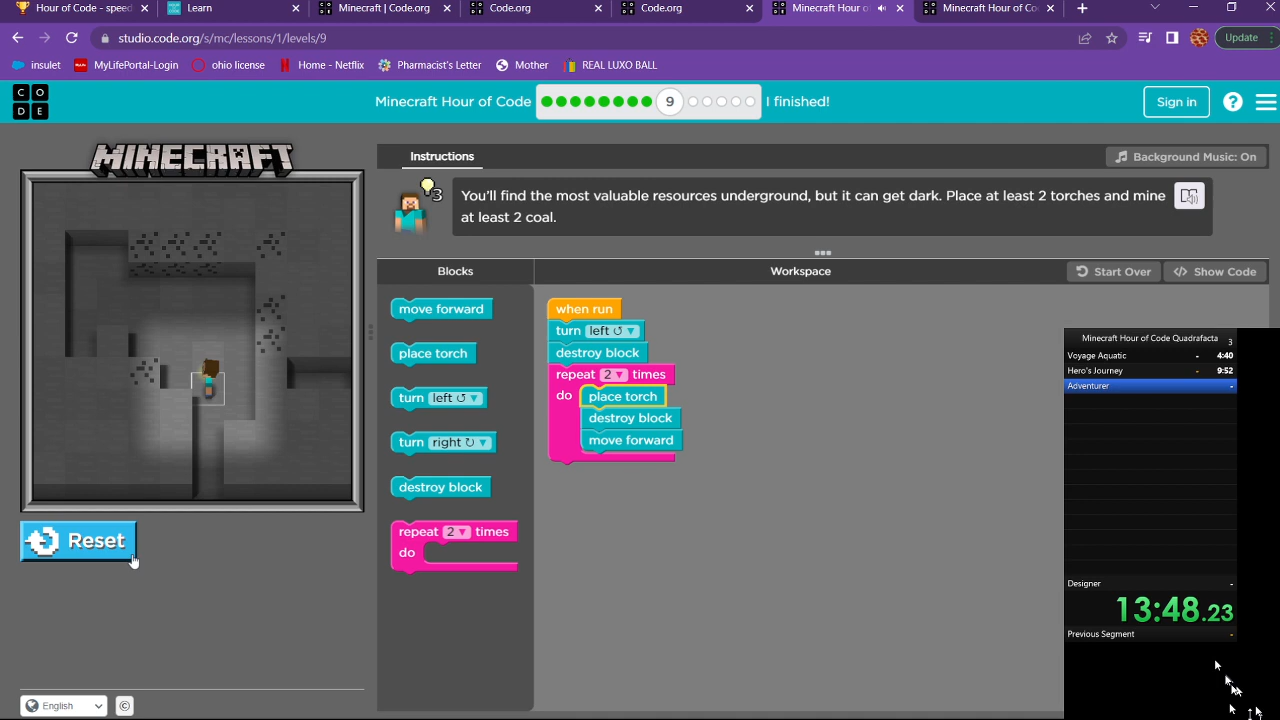 Hour of Code - speed
Learn
Minecraft | Code.org
Code.org
Code.org
Minecraft Hour o
Minecraft Hour of Co
studio.code.org/s/mc/lessons/1/levels/9
Update
insulet
MyLifePortal-Login
ohio license
Home - Netflix
Pharmacist's Letter
Mother
REAL LUXO BALL
CO
DE
Minecraft Hour of Code
9
I finished!
Sign in
MINECRAFT
Instructions
Background Music: On
3
You'll find the most valuable resources underground, but it can get dark. Place at least 2 torches and mine
at least 2 coal.
Blocks
Workspace
Start Over
Show Code
move forward
place torch
turn left
turn right
destroy block
repeat 2 times
do
when run
turn left
destroy block
repeat 2 times
do place torch
destroy block
move forward
Reset
Minecraft Hour of Code Quadrafacta
3
Voyage Aquatic - 4:40
Hero's Journey - 9:52
Adventurer -
Designer -
13:48.23
Previous Segment -
English
©